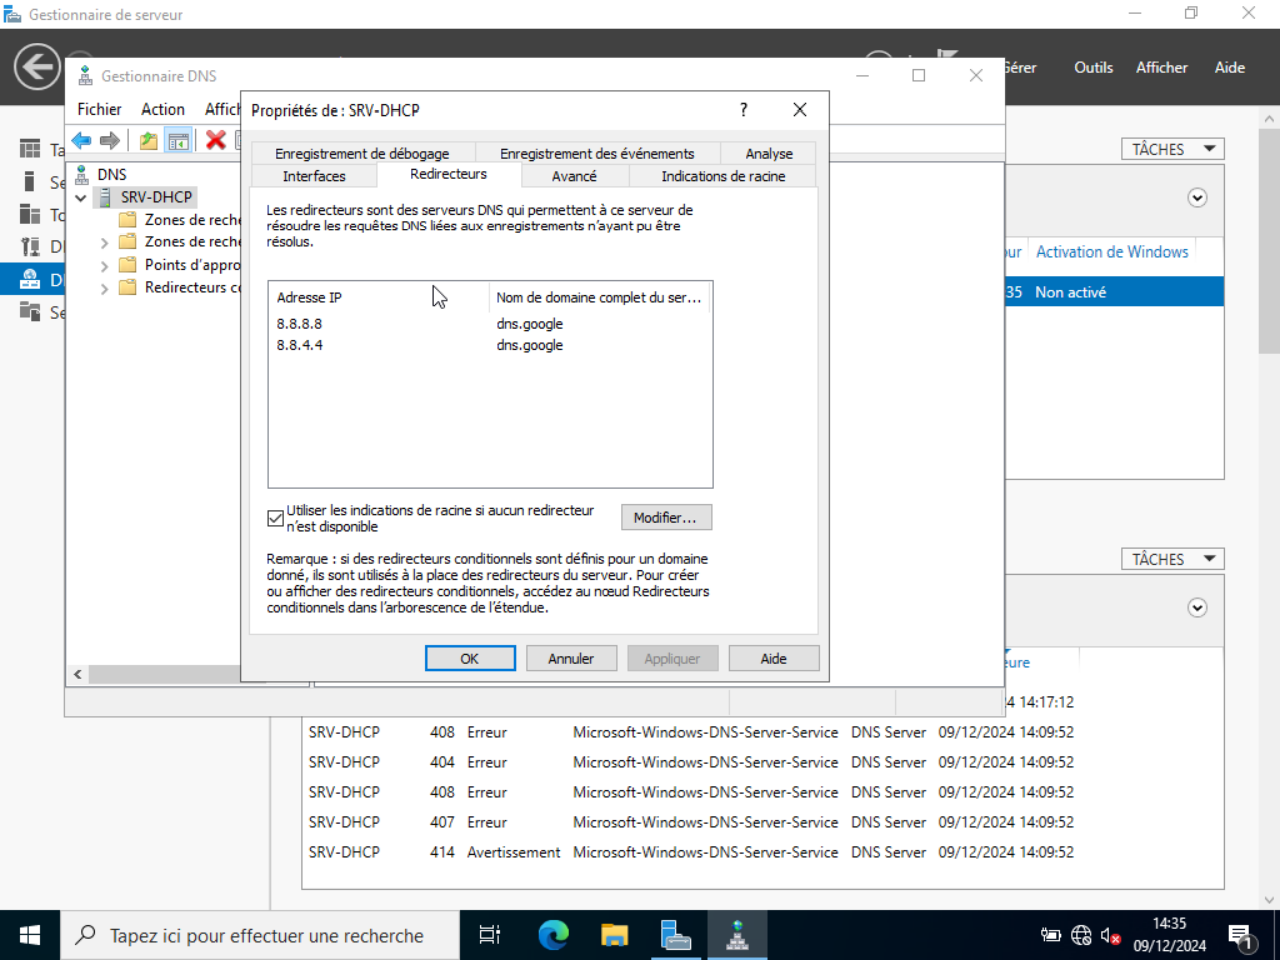 Gestionnaire de serveur
Gérer
Outils
Afficher
Aide
Gestionnaire DNS
Fichier
Action
Affich
Propriétés de : SRV-DHCP
?
Enregistrement de débogage
Enregistrement des événements
Analyse
Interfaces
Redirecteurs
Avancé
Indications de racine
Les redirecteurs sont des serveurs DNS qui permettent à ce serveur de
résoudre les requêtes DNS liées aux enregistrements n'ayant pu être
résolus.
Adresse IP
Nom de domaine complet du ser...
8.8.8.8
dns.google
8.8.4.4
dns.google
Utiliser les indications de racine si aucun redirecteur
n'est disponible
Modifier...
Remarque : si des redirecteurs conditionnels sont définis pour un domaine
donné, ils sont utilisés à la place des redirecteurs du serveur. Pour créer
ou afficher des redirecteurs conditionnels, accédez au nœud Redirecteurs
conditionnels dans l'arborescence de l'étendue.
OK
Annuler
Appliquer
Aide
DNS
SRV-DHCP
Zones de reche
Zones de reche
Points d'appro
Redirecteurs co
Ta
Se
To
Se
TÂCHES
our
Activation de Windows
35
Non activé
TÂCHES
eure
4 14:17:12
SRV-DHCP 408 Erreur Microsoft-Windows-DNS-Server-Service DNS Server 09/12/2024 14:09:52
SRV-DHCP 404 Erreur Microsoft-Windows-DNS-Server-Service DNS Server 09/12/2024 14:09:52
SRV-DHCP 408 Erreur Microsoft-Windows-DNS-Server-Service DNS Server 09/12/2024 14:09:52
SRV-DHCP 407 Erreur Microsoft-Windows-DNS-Server-Service DNS Server 09/12/2024 14:09:52
SRV-DHCP 414 Avertissement Microsoft-Windows-DNS-Server-Service DNS Server 09/12/2024 14:09:52
Tapez ici pour effectuer une recherche
14:35
09/12/2024
1